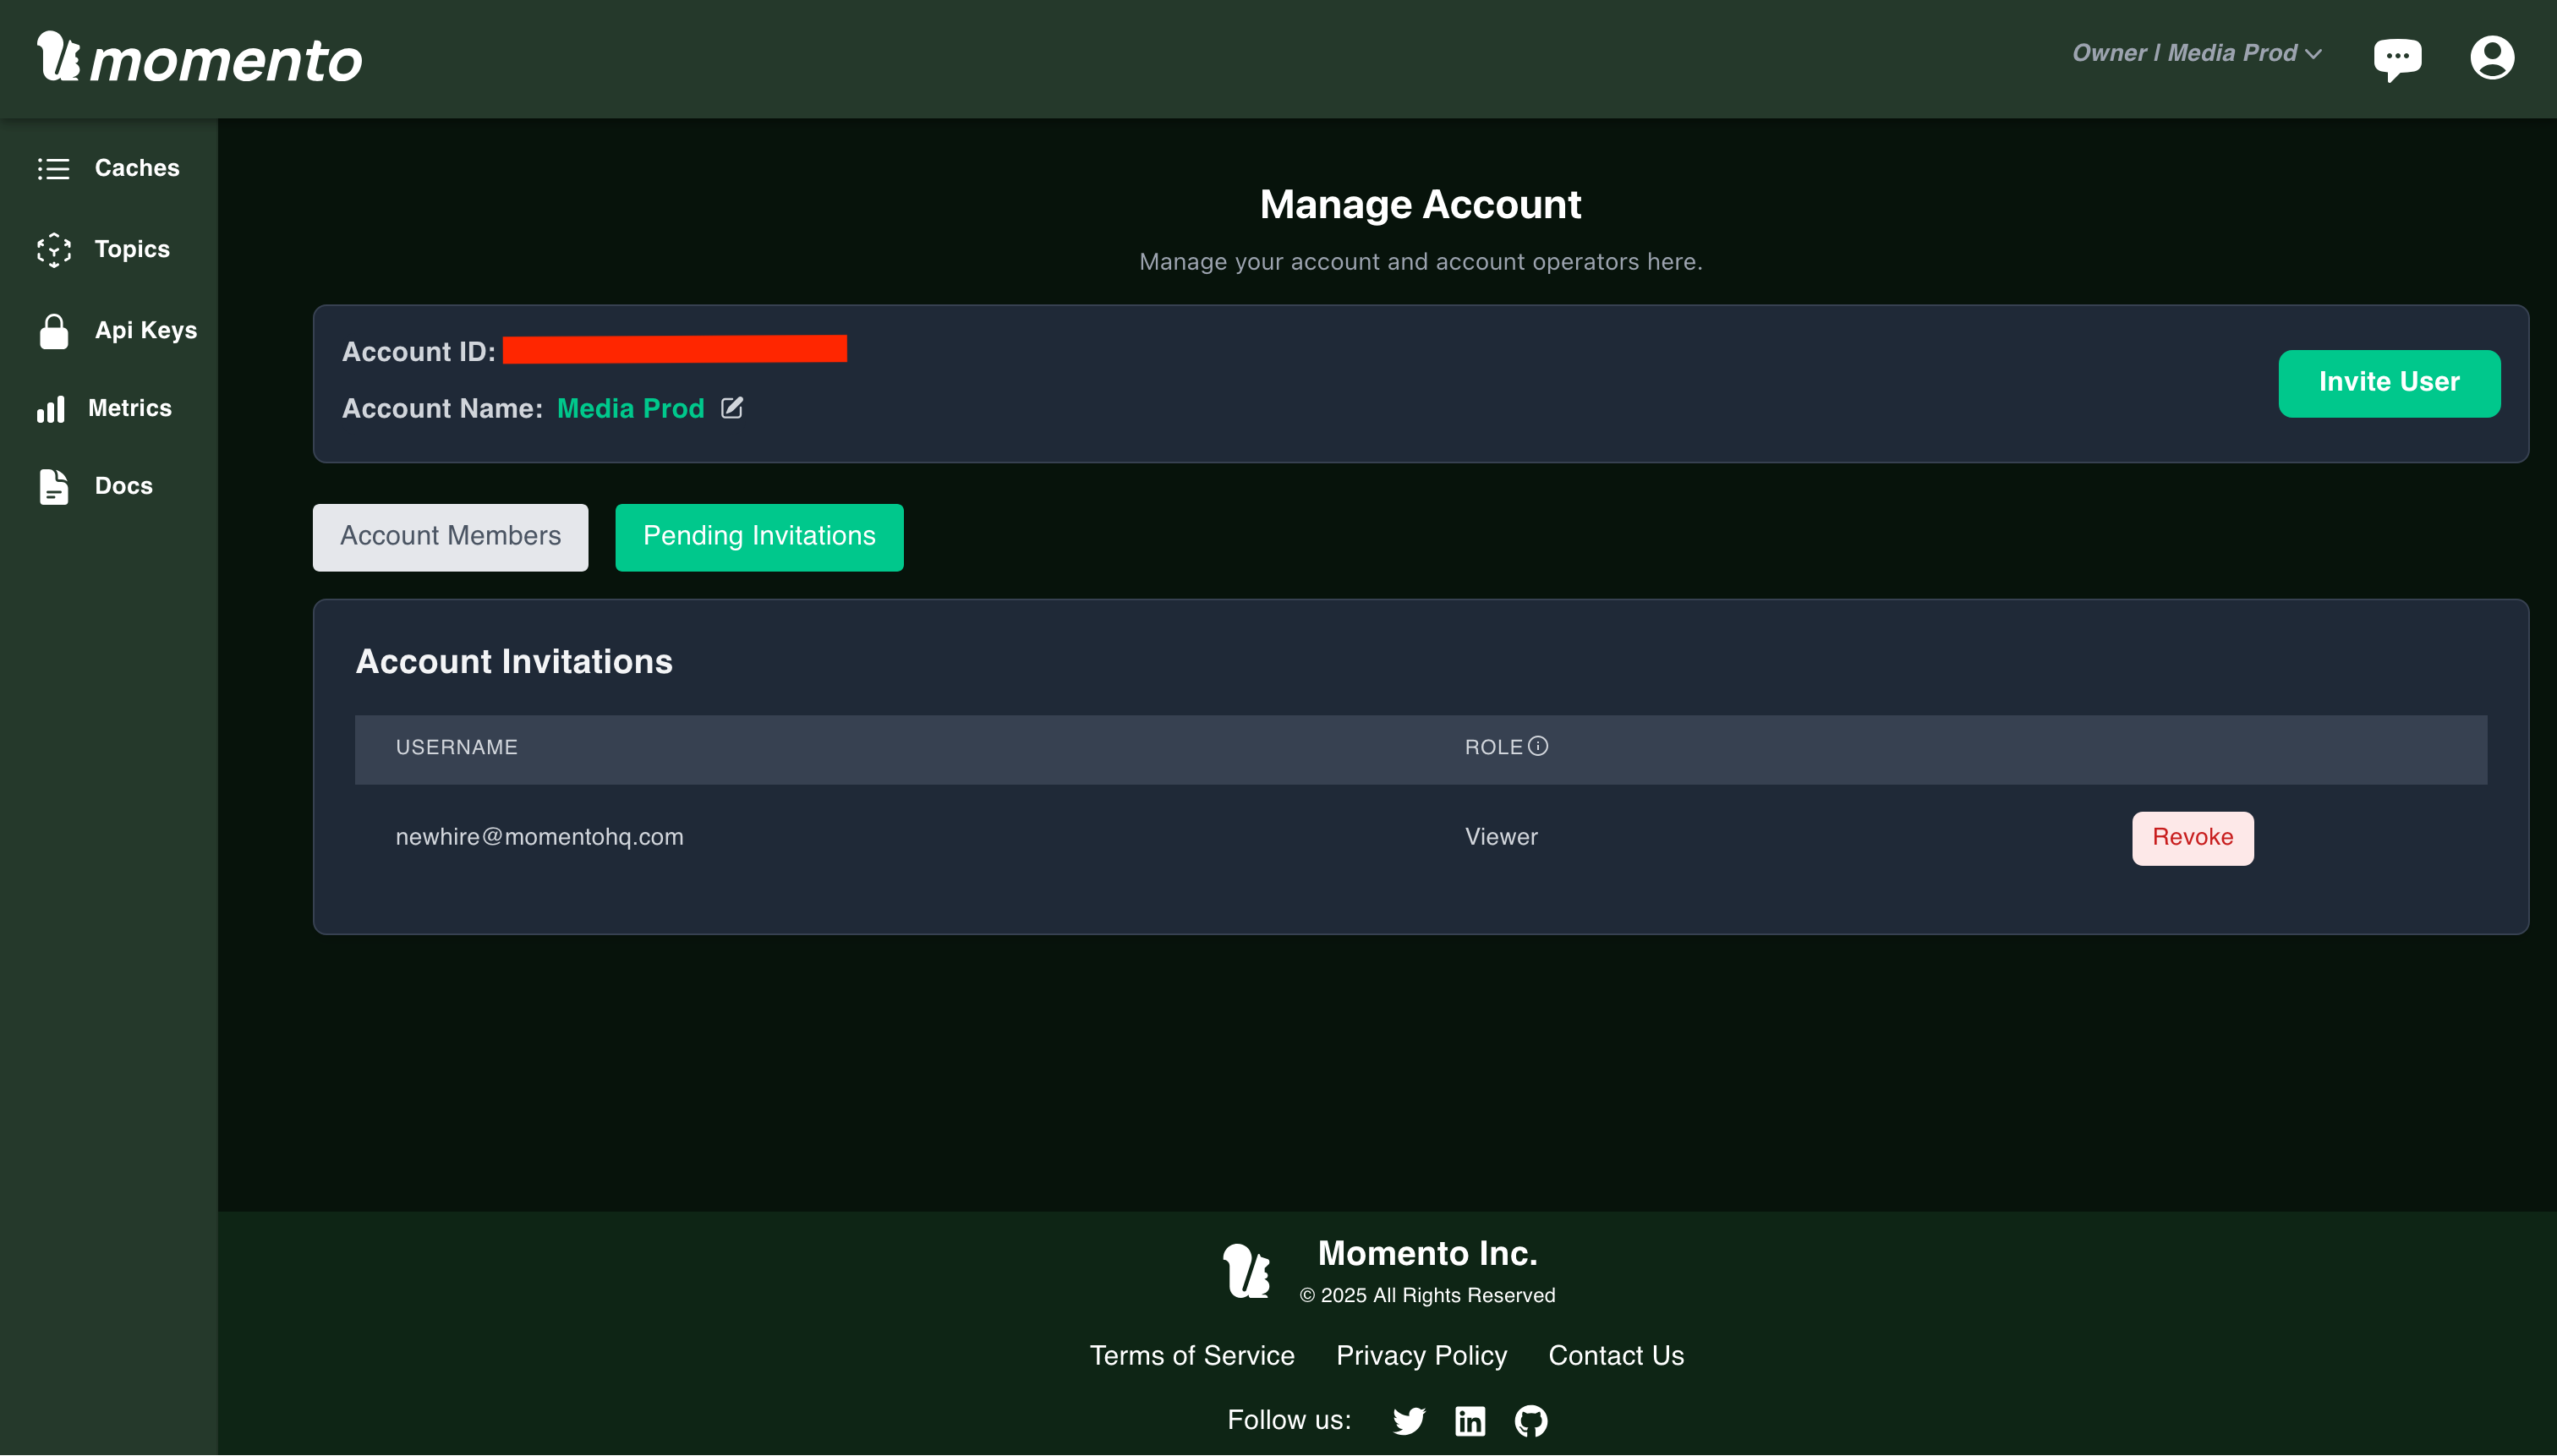 momento
Owner | Media Prod
Caches
Topics
Api Keys
Metrics
Docs
Manage Account
Manage your account and account operators here.
Account ID:
Account Name: Media Prod
Invite User
Account Members
Pending Invitations
Account Invitations
USERNAME ROLE
newhire@momentohq.com Viewer Revoke
Momento Inc.
© 2025 All Rights Reserved
Terms of Service Privacy Policy Contact Us
Follow us: